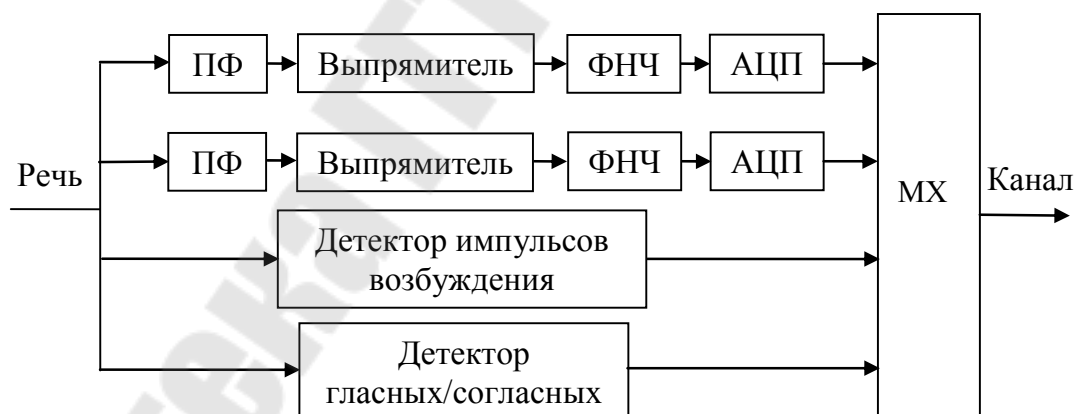 ПФ Выпрямитель ФНЧ АЦП
ПФ Выпрямитель ФНЧ АЦП
Речь
МХ
Канал
Детектор импульсов
возбуждения
Детектор
гласных/согласных